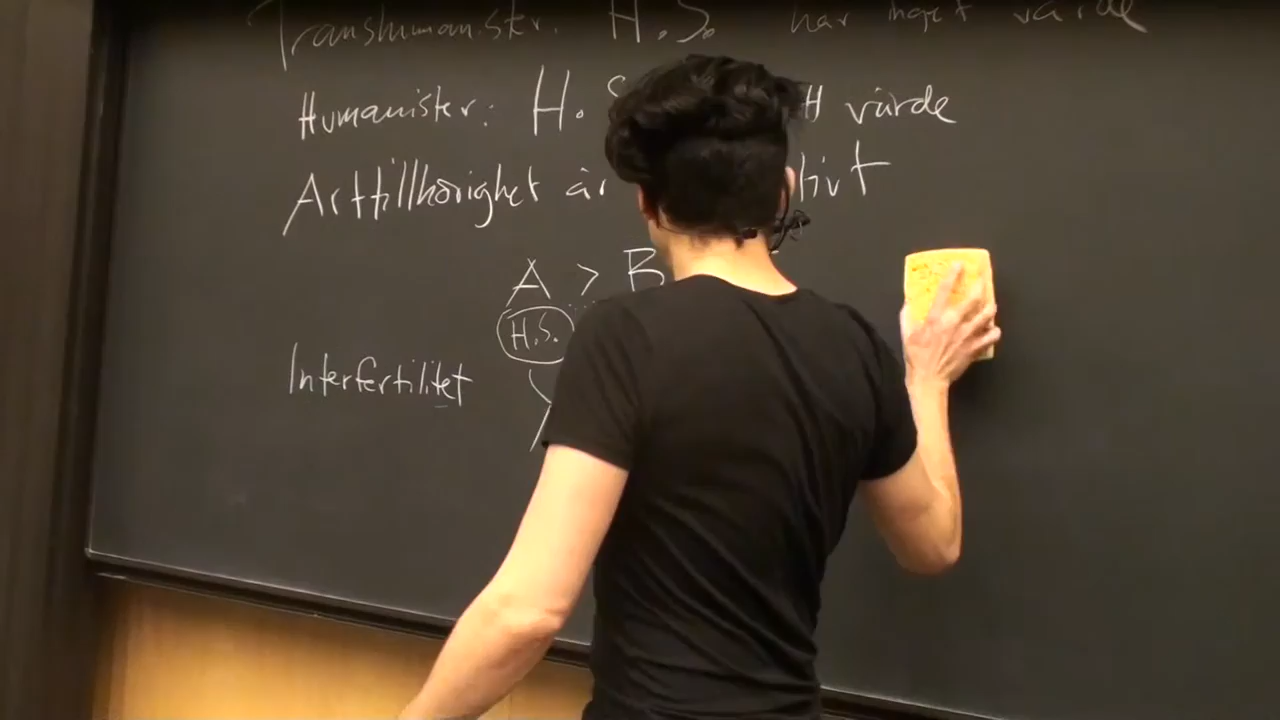 Transhumanister: H.S. har inget värde
Humanister: H. värde
Arttillhörighet är
A > B
H.S.
Interfertilitet